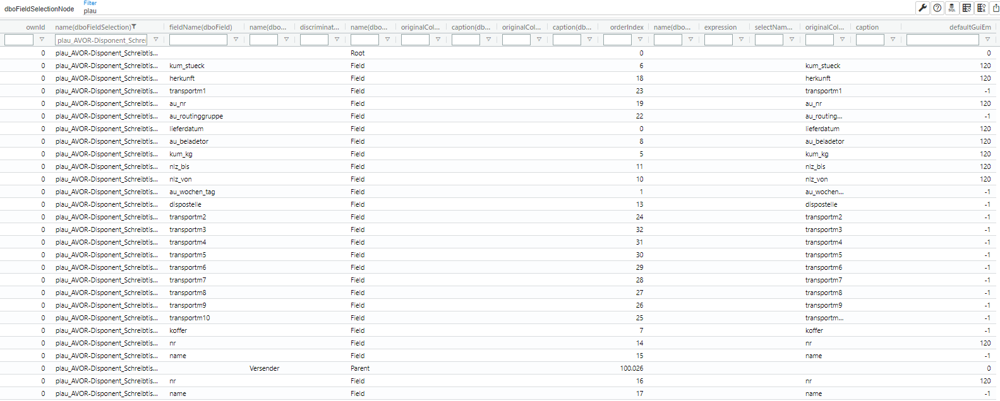 dboFieldSelectionNode
Filter
plau
SQL
ownId name(dboFieldSelection) fieldName(dboField) name(dbo... discriminat... name(dbo... originalCol... caption(db... originalCol... caption(db... orderIndex name(dbo... expression selectNam... originalCol... caption defaultGuiEm
plau_AVOR-Disponent_Schrei
0 plau_AVOR-Disponent_Schreibtis... Root 0 0
0 plau_AVOR-Disponent_Schreibtis... kum_stueck Field 6 kum_stueck 120
0 plau_AVOR-Disponent_Schreibtis... herkunft Field 18 herkunft 120
0 plau_AVOR-Disponent_Schreibtis... transportm1 Field 23 transportm1 -1
0 plau_AVOR-Disponent_Schreibtis... au_nr Field 19 au_nr 120
0 plau_AVOR-Disponent_Schreibtis... au_routinggruppe Field 22 au_routing... -1
0 plau_AVOR-Disponent_Schreibtis... lieferdatum Field 0 lieferdatum 120
0 plau_AVOR-Disponent_Schreibtis... au_beladetor Field 8 au_beladetor 120
0 plau_AVOR-Disponent_Schreibtis... kum_kg Field 5 kum_kg 120
0 plau_AVOR-Disponent_Schreibtis... nlz_bis Field 11 nlz_bis 120
0 plau_AVOR-Disponent_Schreibtis... nlz_von Field 10 nlz_von 120
0 plau_AVOR-Disponent_Schreibtis... au_wochen_tag Field 1 au_wochen... -1
0 plau_AVOR-Disponent_Schreibtis... dispostelle Field 13 dispostelle -1
0 plau_AVOR-Disponent_Schreibtis... transportm2 Field 24 transportm2 -1
0 plau_AVOR-Disponent_Schreibtis... transportm3 Field 32 transportm3 -1
0 plau_AVOR-Disponent_Schreibtis... transportm4 Field 31 transportm4 -1
0 plau_AVOR-Disponent_Schreibtis... transportm5 Field 30 transportm5 -1
0 plau_AVOR-Disponent_Schreibtis... transportm6 Field 29 transportm6 -1
0 plau_AVOR-Disponent_Schreibtis... transportm7 Field 28 transportm7 -1
0 plau_AVOR-Disponent_Schreibtis... transportm8 Field 27 transportm8 -1
0 plau_AVOR-Disponent_Schreibtis... transportm9 Field 26 transportm9 -1
0 plau_AVOR-Disponent_Schreibtis... transportm10 Field 25 transportm... -1
0 plau_AVOR-Disponent_Schreibtis... koffer Field 7 koffer -1
0 plau_AVOR-Disponent_Schreibtis... nr Field 14 nr 120
0 plau_AVOR-Disponent_Schreibtis... name Field 15 name -1
0 plau_AVOR-Disponent_Schreibtis... Versender Parent 100.026 0
0 plau_AVOR-Disponent_Schreibtis... nr Field 16 nr 120
0 plau_AVOR-Disponent_Schreibtis... name Field 17 name -1